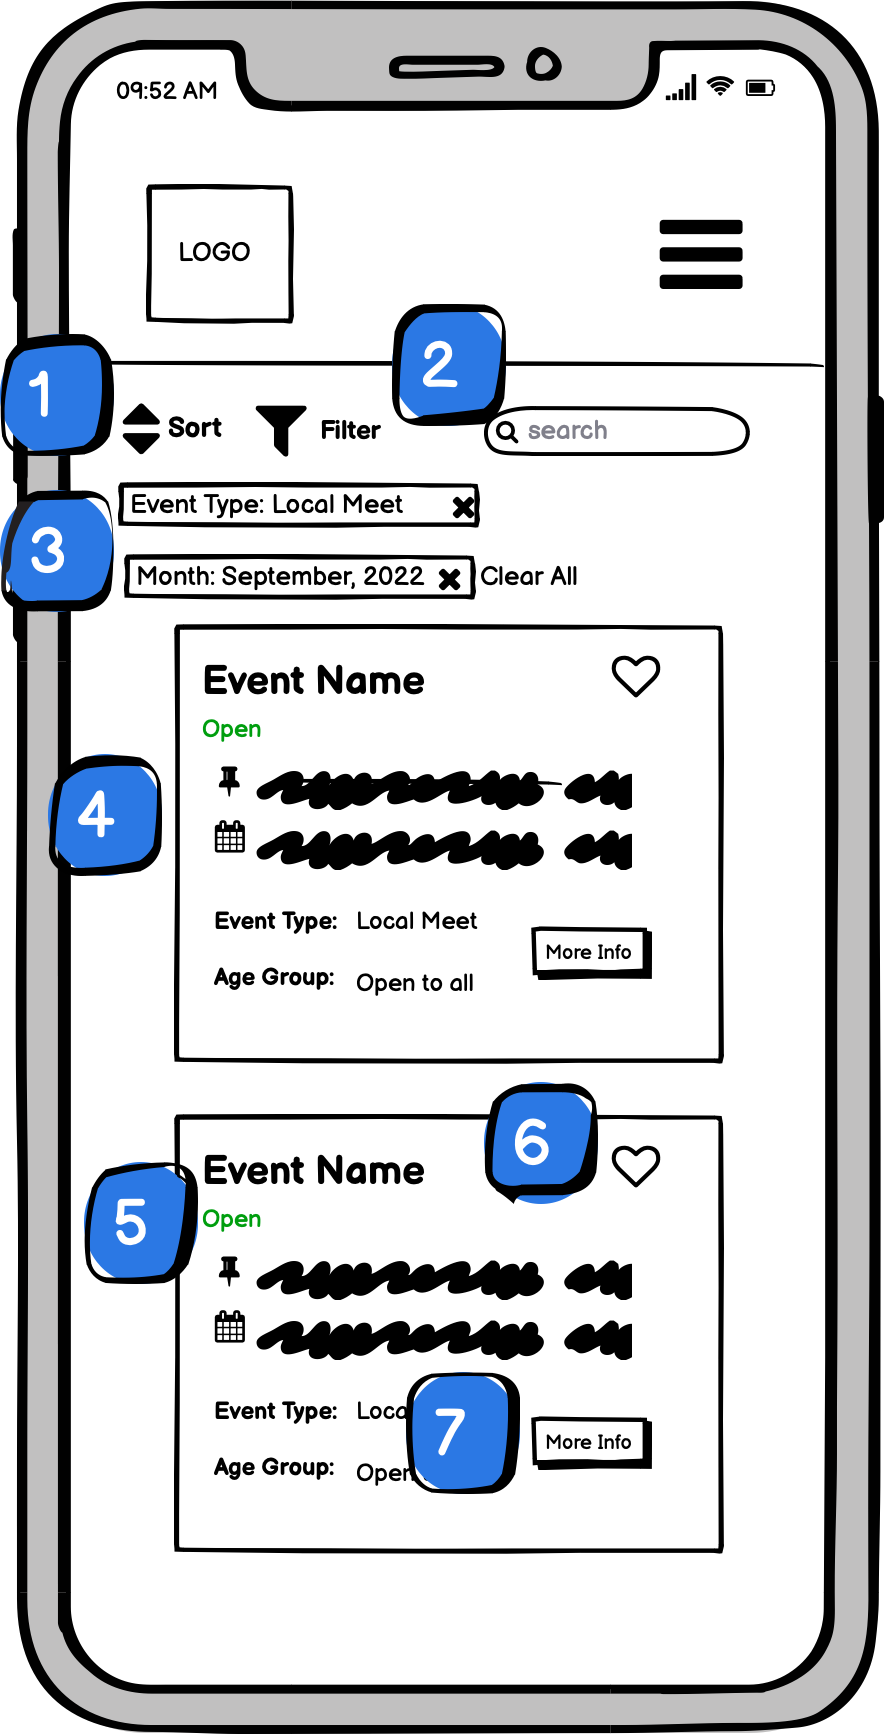 09:52 AM
LOGO
1
2
Sort Filter search
3
Event Type: Local Meet
Month: September, 2022 Clear All
Event Name
Open
4
Event Type: Local Meet
More Info
Age Group: Open to all
6
Event Name
5
Open
Event Type: Loca
7
More Info
Age Group: Open